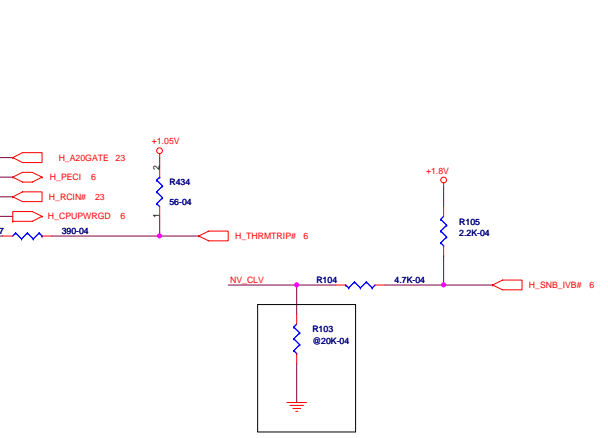 +1.05V
H_A20GATE 23
2
H_PECI 6
R434
+1.8V
H_RCIN# 23
56-04
H_CPUPWRGD 6
1
R105
7
390-04
H_THRMTRIP# 6
2.2K-04
NV_CLV
R104
4.7K-04
H_SNB_IVB# 6
R103
@20K-04